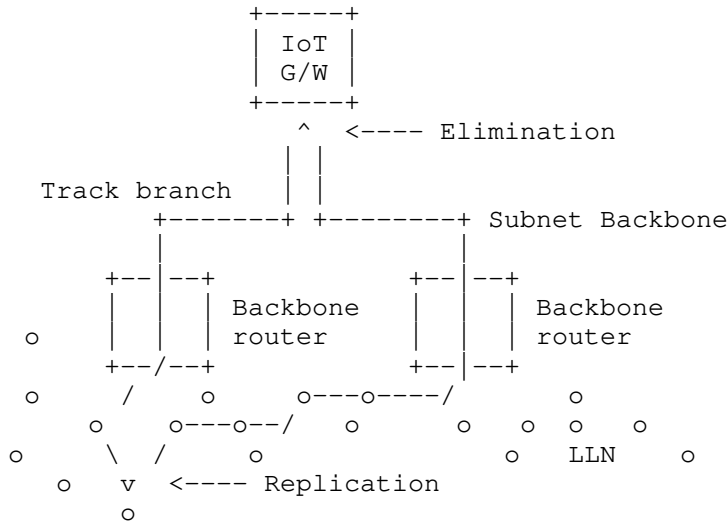 IoT
G/W
<---- Elimination
Track branch
Subnet Backbone
Backbone Backbone
router router
LLN
<---- Replication